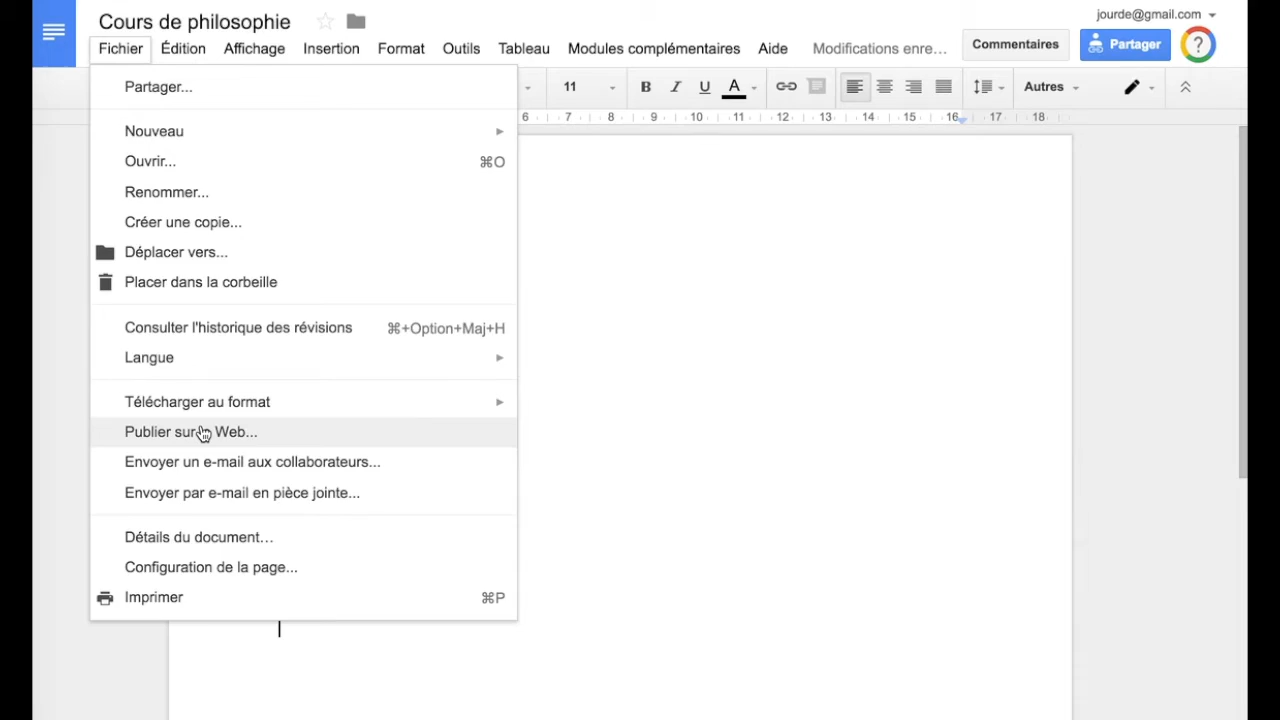 Cours de philosophie
jourde@gmail.com
Fichier Édition Affichage Insertion Format Outils Tableau Modules complémentaires Aide Modifications enre... Commentaires Partager ?
11 B I U A Autres
6 7 8 9 10 11 12 13 14 15 16 17 18
Partager...
Nouveau
Ouvrir... ⌘O
Renommer...
Créer une copie...
Déplacer vers...
Placer dans la corbeille
Consulter l'historique des révisions ⌘+Option+Maj+H
Langue
Télécharger au format
Publier sur Web...
Envoyer un e-mail aux collaborateurs...
Envoyer par e-mail en pièce jointe...
Détails du document...
Configuration de la page...
Imprimer ⌘P